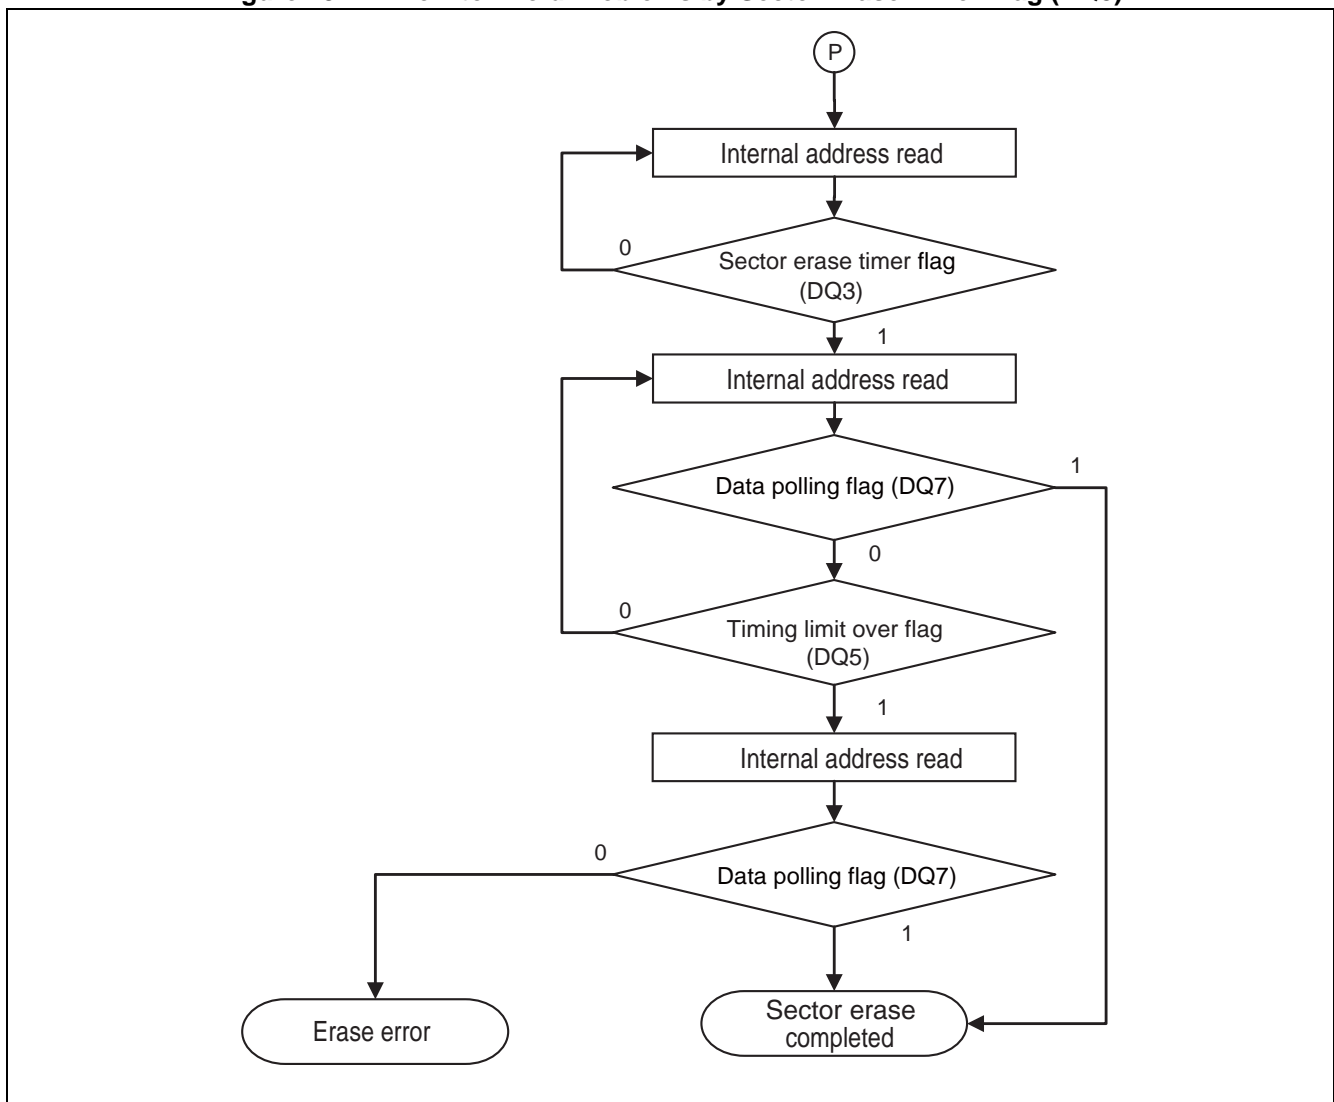 P
Internal address read
0
Sector erase timer flag
(DQ3)
1
Internal address read
1
Data polling flag (DQ7)
0
0
Timing limit over flag
(DQ5)
1
Internal address read
0
Data polling flag (DQ7)
1
Erase error
Sector erase
completed